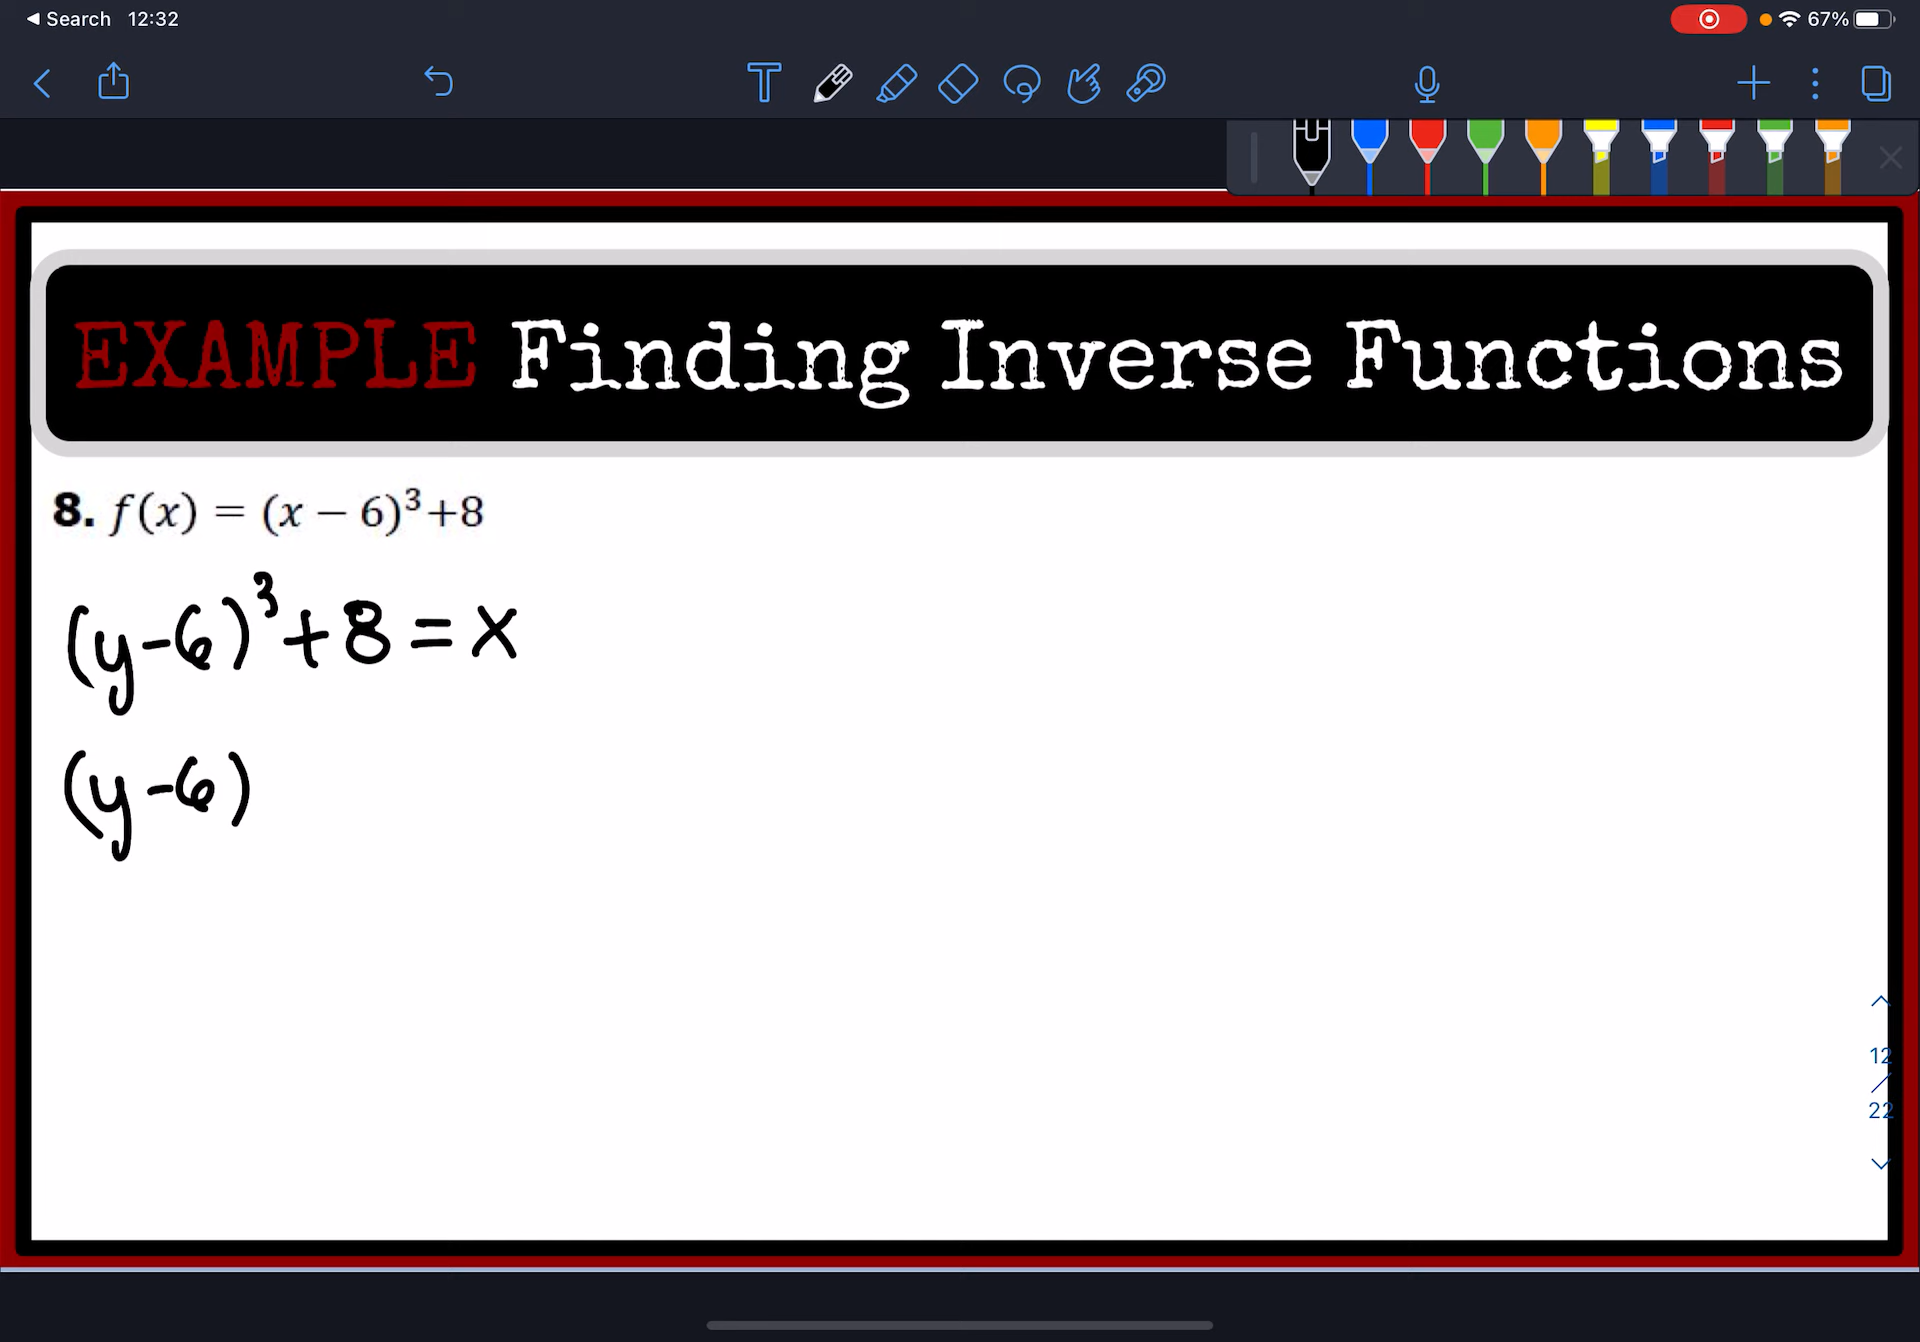 ◀ Search 12:32 67%
EXAMPLE Finding Inverse Functions
8. f(x) = (x − 6)³+8
(y-6)³+8=x
(y-6)
12
/
22